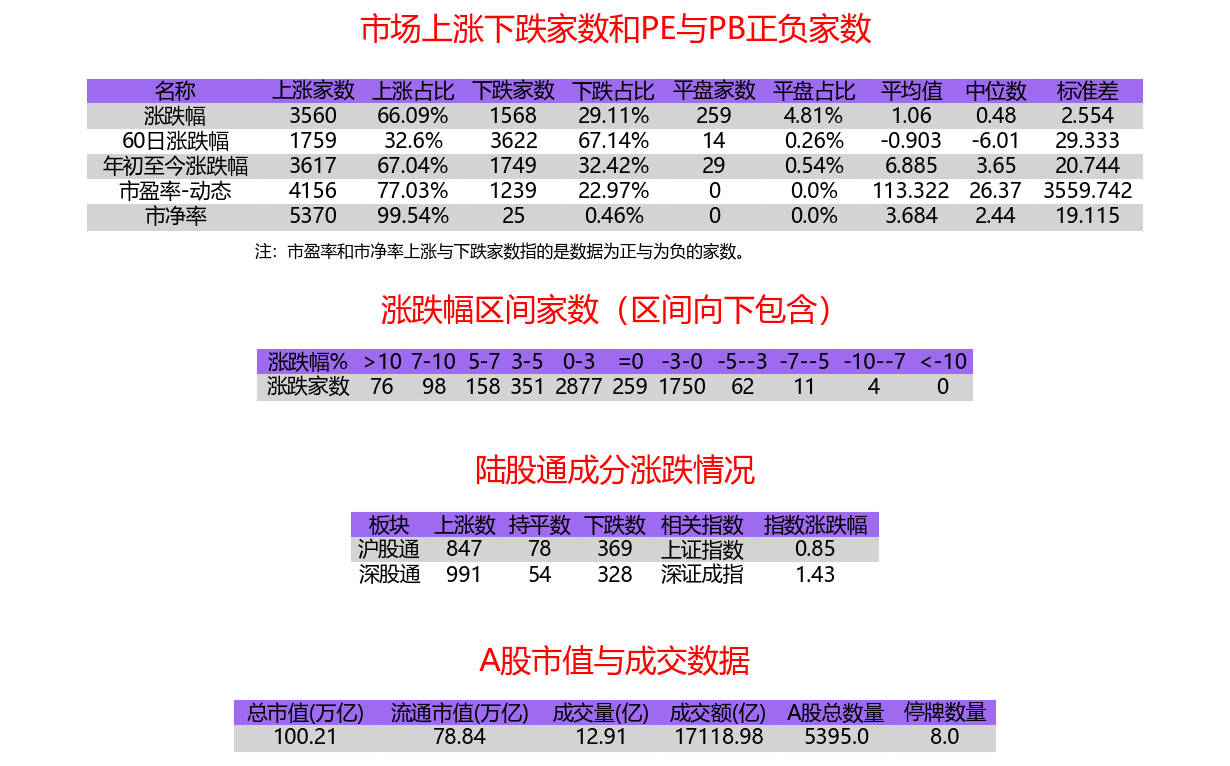 市场上涨下跌家数和PE与PB正负家数
名称 上涨家数 上涨占比 下跌家数 下跌占比 平盘家数 平盘占比 平均值 中位数 标准差
涨跌幅 3560 66.09% 1568 29.11% 259 4.81% 1.06 0.48 2.554
60日涨跌幅 1759 32.6% 3622 67.14% 14 0.26% -0.903 -6.01 29.333
年初至今涨跌幅 3617 67.04% 1749 32.42% 29 0.54% 6.885 3.65 20.744
市盈率-动态 4156 77.03% 1239 22.97% 0 0.0% 113.322 26.37 3559.742
市净率 5370 99.54% 25 0.46% 0 0.0% 3.684 2.44 19.115
注：市盈率和市净率上涨与下跌家数指的是数据为正与为负的家数。
涨跌幅区间家数（区间向下包含）
涨跌幅% >10 7-10 5-7 3-5 0-3 =0 -3-0 -5--3 -7--5 -10--7 <-10
涨跌家数 76 98 158 351 2877 259 1750 62 11 4 0
陆股通成分涨跌情况
板块 上涨数 持平数 下跌数 相关指数 指数涨跌幅
沪股通 847 78 369 上证指数 0.85
深股通 991 54 328 深证成指 1.43
A股市值与成交数据
总市值(万亿) 流通市值(万亿) 成交量(亿) 成交额(亿) A股总数量 停牌数量
100.21 78.84 12.91 17118.98 5395.0 8.0